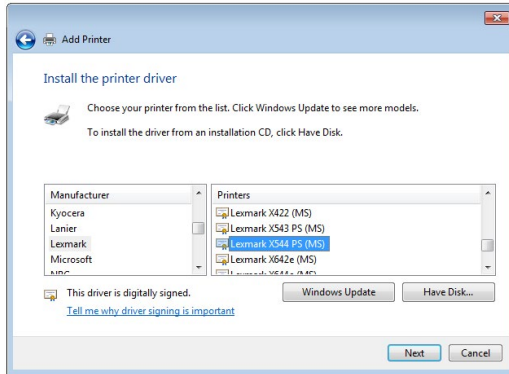 Add Printer
Install the printer driver
Choose your printer from the list. Click Windows Update to see more models.
To install the driver from an installation CD, click Have Disk.
Manufacturer
Kyocera
Lanier
Lexmark
Microsoft
Printers
Lexmark X422 (MS)
Lexmark X543 PS (MS)
Lexmark X544 PS (MS)
Lexmark X642e (MS)
This driver is digitally signed.
Tell me why driver signing is important
Windows Update
Have Disk...
Next
Cancel